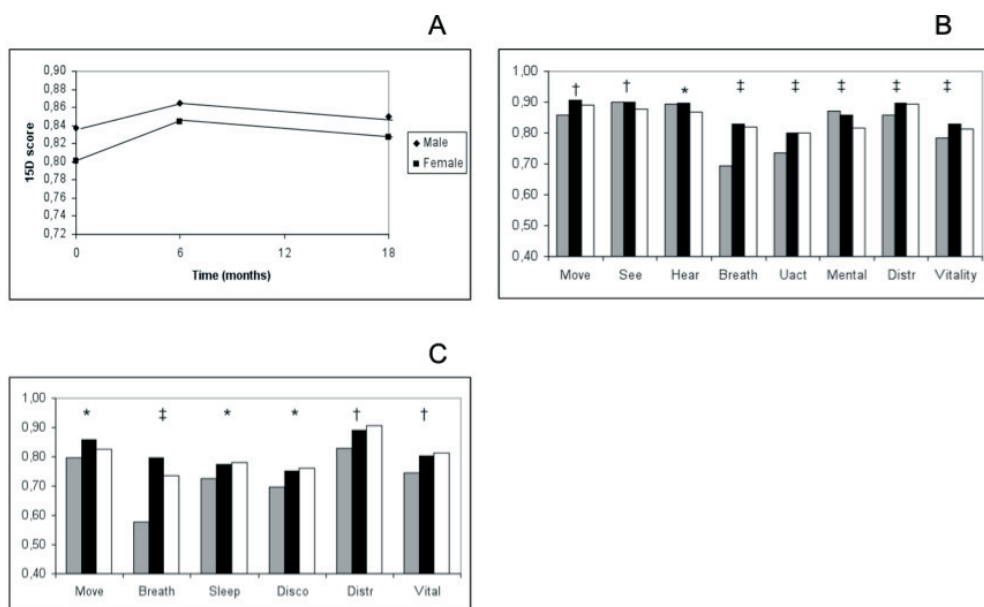 A
0,90
0,88
0,86
0,84
0,82
0,80
0,78
0,76
0,74
0,72
15D score
0 6 12 18
Time (months)
Male
Female
B
1,00
0,90
0,80
0,70
0,60
0,50
0,40
† † * ‡ ‡ ‡ ‡ ‡
Move See Hear Breath Uact Mental Distr Vitality
C
1,00
0,90
0,80
0,70
0,60
0,50
0,40
* ‡ * * † †
Move Breath Sleep Disco Distr Vital